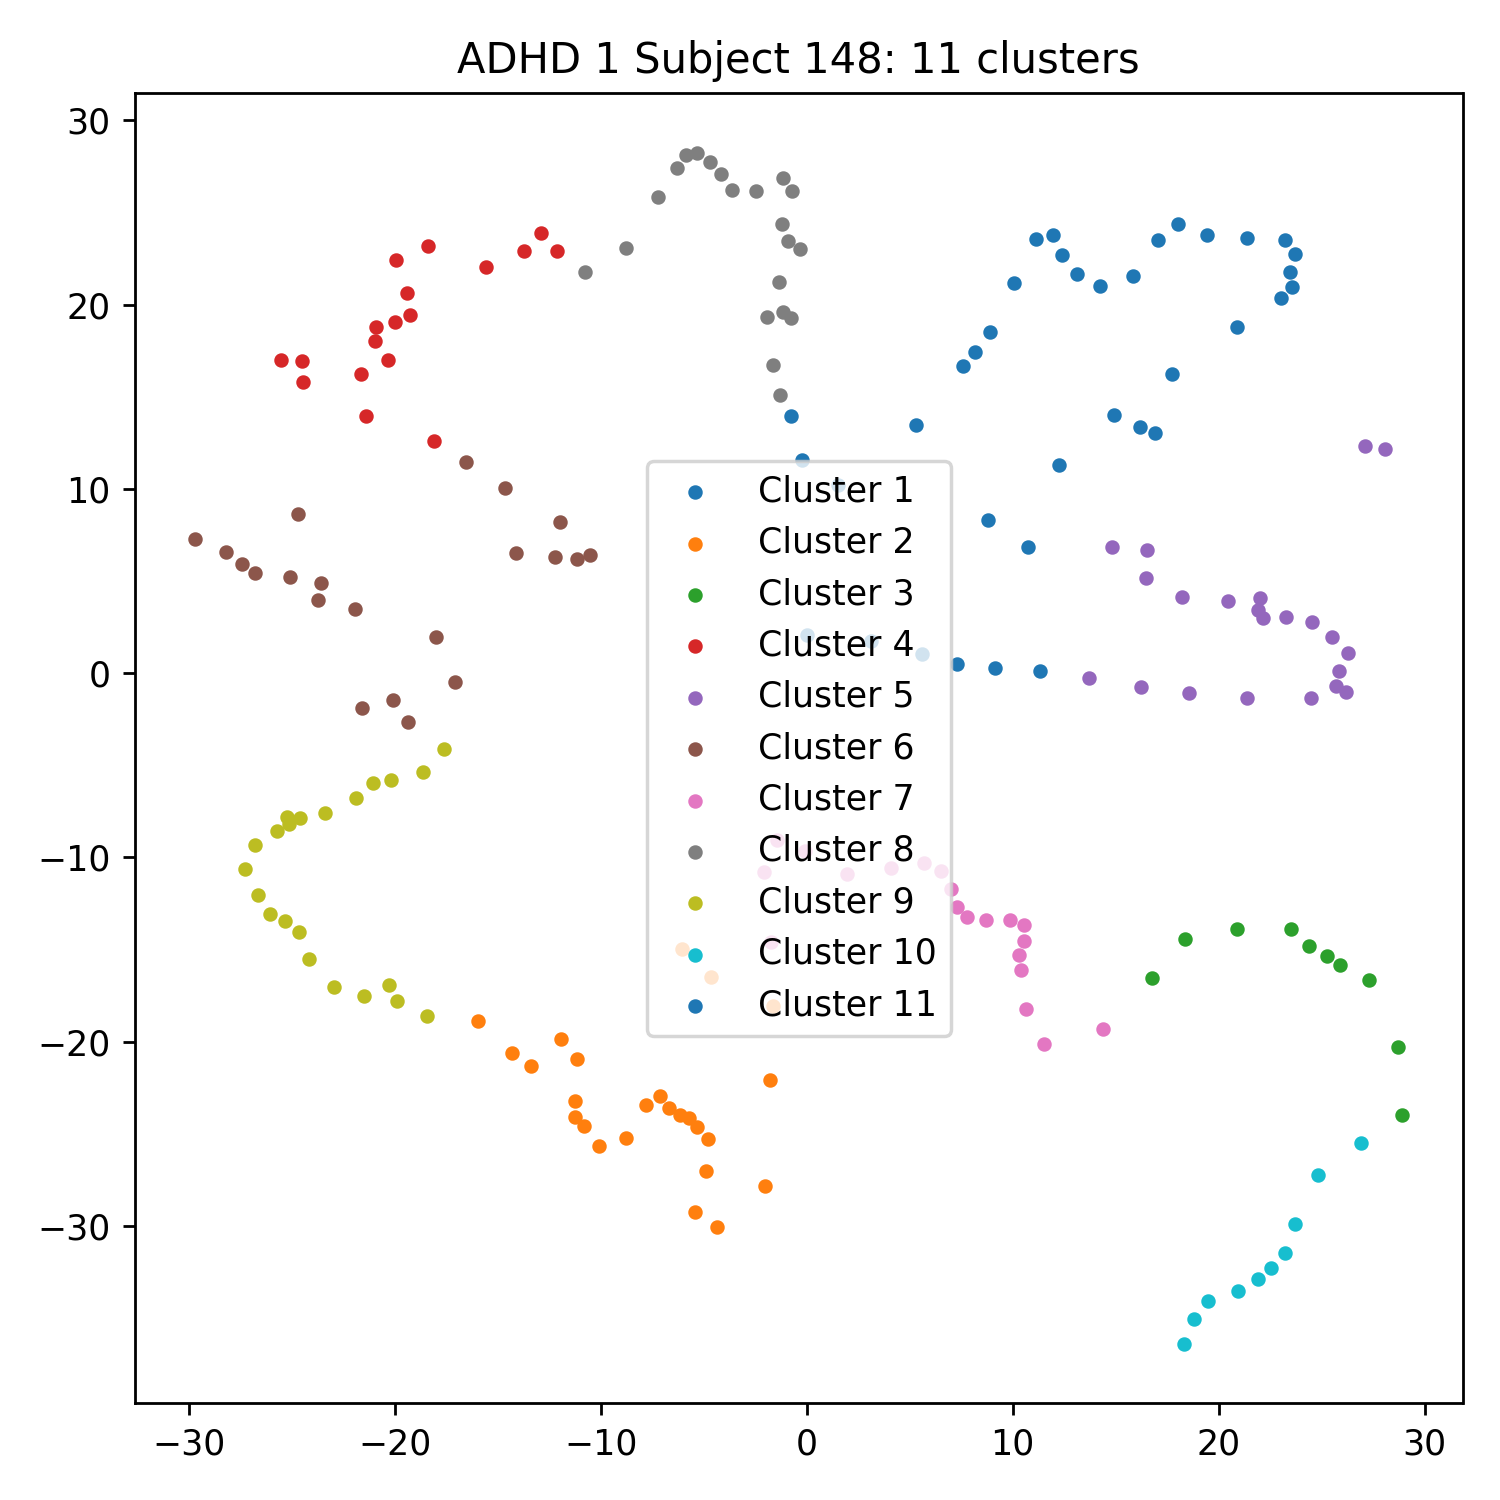 ADHD 1 Subject 148: 11 clusters
30
20
10
0
−10
−20
−30
Cluster 1
Cluster 2
Cluster 3
Cluster 4
Cluster 5
Cluster 6
Cluster 7
Cluster 8
Cluster 9
Cluster 10
Cluster 11
−30 −20 −10 0 10 20 30